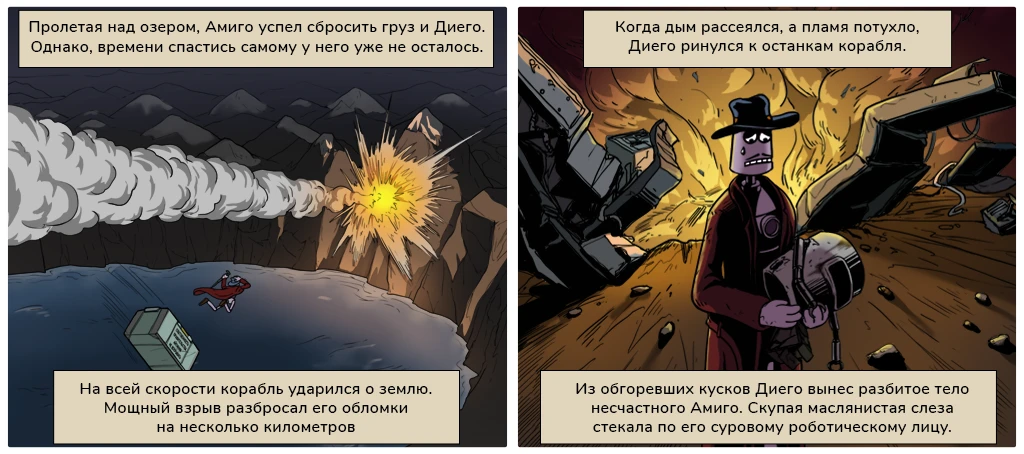 Пролетая над озером, Амиго успел сбросить груз и Диего.
Однако, времени спастись самому у него уже не осталось.
На всей скорости корабль ударился о землю.
Мощный взрыв разбросал его обломки
на несколько километров
Когда дым рассеялся, а пламя потухло,
Диего ринулся к останкам корабля.
Из обгоревших кусков Диего вынес разбитое тело
несчастного Амиго. Скупая маслянистая слеза
стекала по его суровому роботическому лицу.